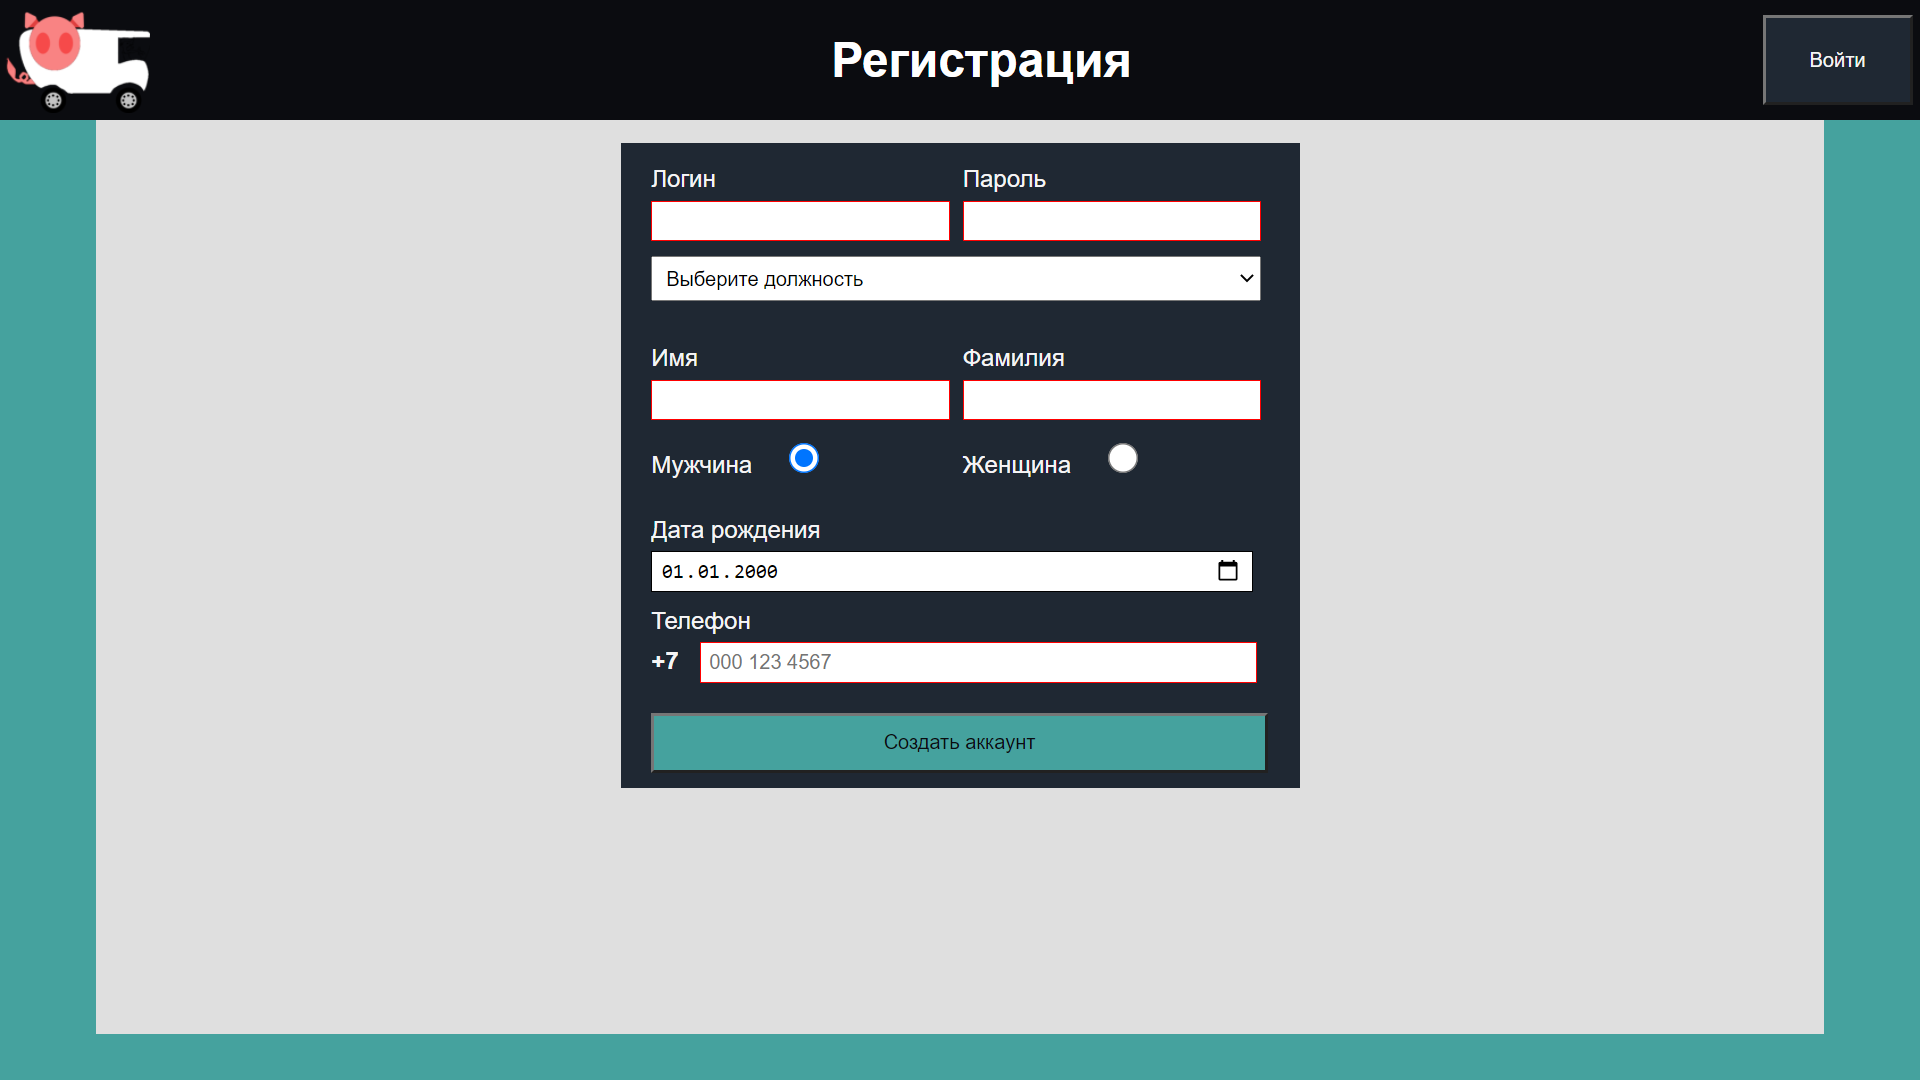 Регистрация
Войти
Логин
Пароль
Выберите должность
Имя
Фамилия
Мужчина
Женщина
Дата рождения
01.01.2000
Телефон
+7
000 123 4567
Создать аккаунт